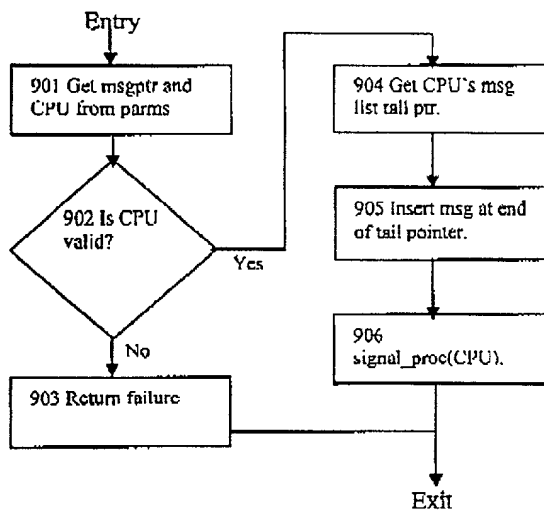 Entry
901 Get msgptr and
CPU from parms
902 Is CPU
valid?
Yes
No
903 Return failure
904 Get CPU's msg
list tail ptr.
905 Insert msg at end
of tail pointer.
906
signal_proc(CPU).
Exit